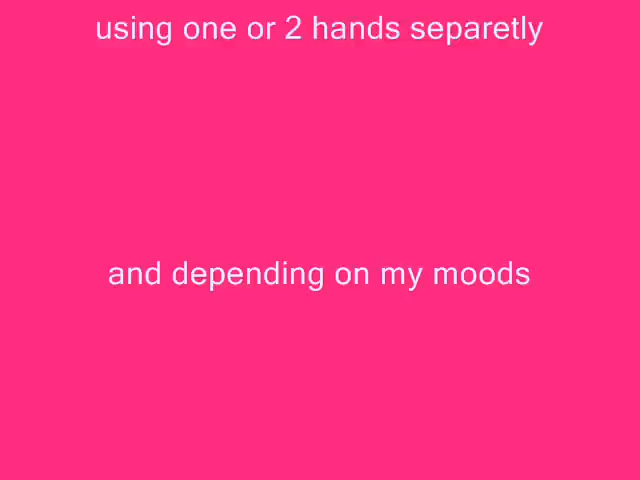 using one or 2 hands separetly
and depending on my moods